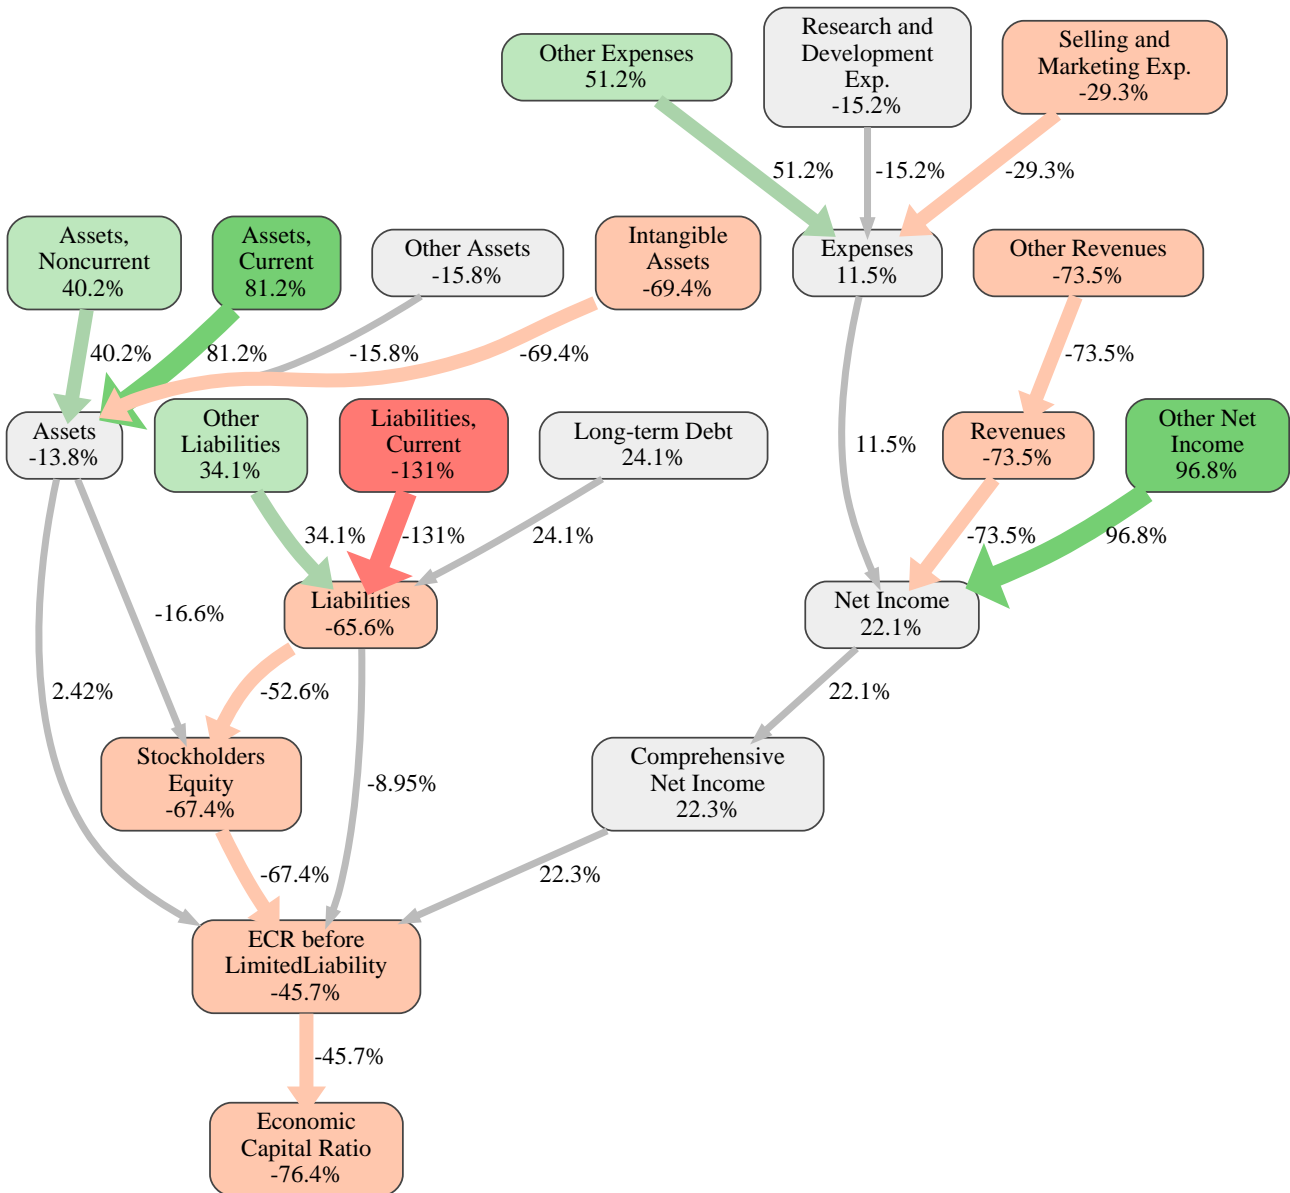 Other Expenses
51.2%
Research and
Development
Exp.
-15.2%
Selling and
Marketing Exp.
-29.3%
51.2%
-15.2%
-29.3%
Assets,
Noncurrent
40.2%
Assets,
Current
81.2%
Other Assets
-15.8%
Intangible
Assets
-69.4%
Expenses
11.5%
Other Revenues
-73.5%
40.2%
81.2%
-15.8%
-69.4%
-73.5%
Assets
-13.8%
Other
Liabilities
34.1%
Liabilities,
Current
-131%
Long-term Debt
24.1%
11.5%
Revenues
-73.5%
Other Net
Income
96.8%
34.1%
-131%
24.1%
-73.5%
96.8%
-16.6%
Liabilities
-65.6%
Net Income
22.1%
2.42%
-52.6%
22.1%
Stockholders
Equity
-67.4%
-8.95%
Comprehensive
Net Income
22.3%
-67.4%
22.3%
ECR before
LimitedLiability
-45.7%
-45.7%
Economic
Capital Ratio
-76.4%